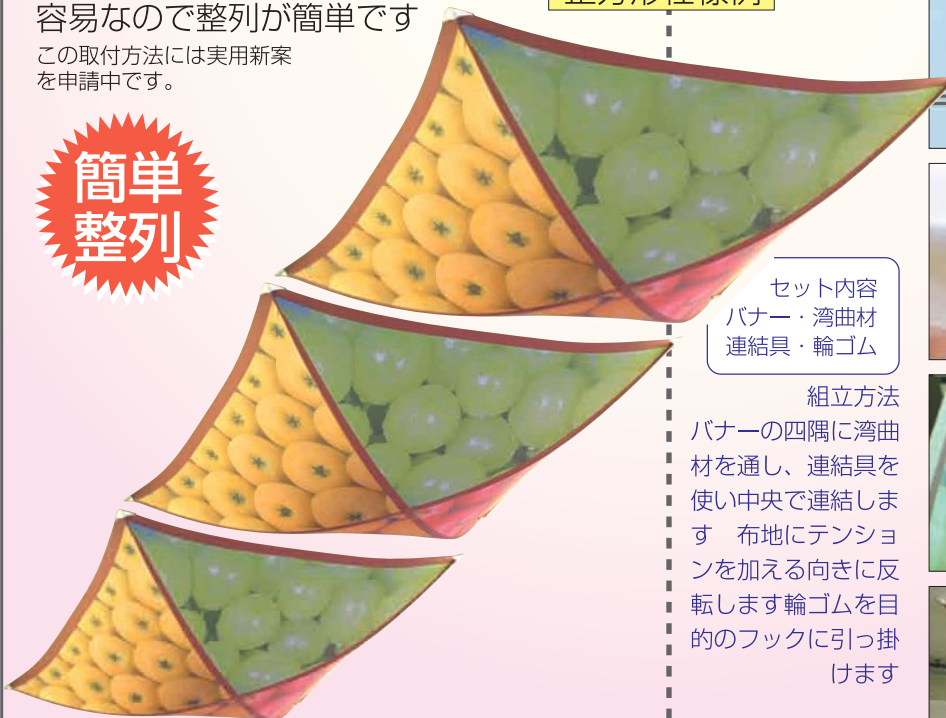 容易なので整列が簡単です
この取付方法には実用新案
を申請中です。
簡単
整列
セット内容
バナー・湾曲材
連結具・輪ゴム
組立方法
バナーの四隅に湾曲
材を通し、連結具を
使い中央で連結しま
す　布地にテンショ
ンを加える向きに反
転します輪ゴムを目
的のフックに引っ掛
けます